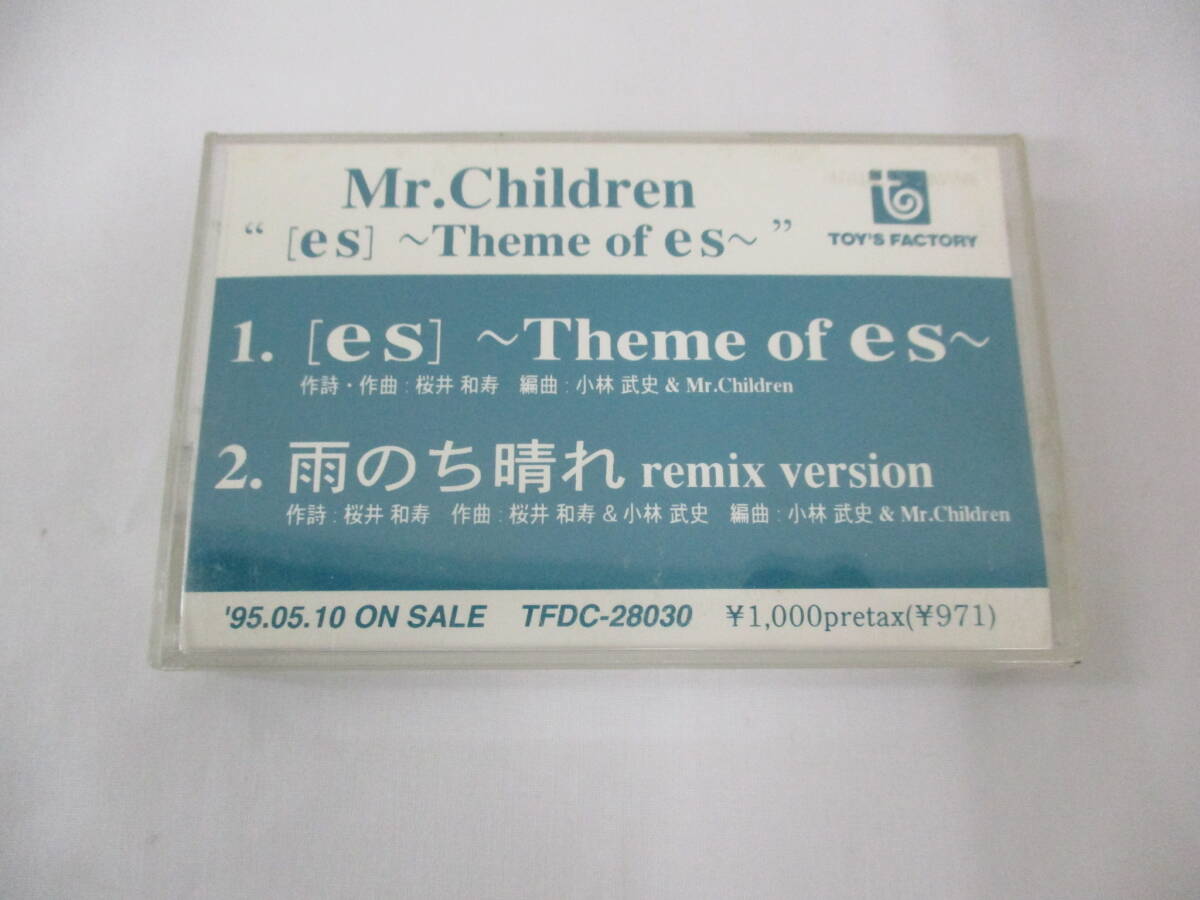 Mr.Children
“ [es] ~Theme of es~ ”
TOY'S FACTORY
1. [es] ~Theme of es~
作詩・作曲：桜井 和寿　編曲：小林 武史 & Mr.Children
2. 雨のち晴れ remix version
作詩：桜井 和寿　作曲：桜井 和寿＆小林 武史　編曲：小林 武史 & Mr.Children
'95.05.10 ON SALE TFDC-28030 ¥1,000pretax(¥971)